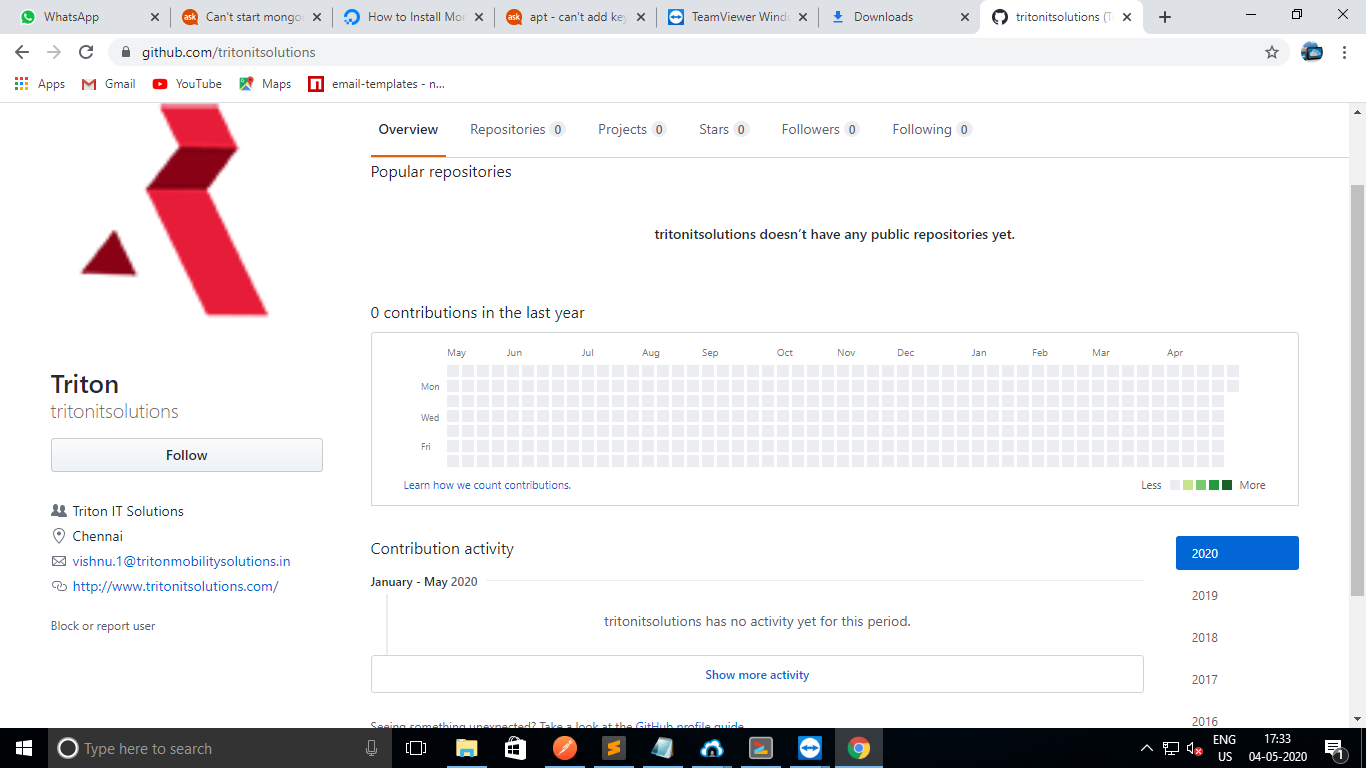 WhatsApp
Can't start mongo
How to Install Mon
apt - can't add key
TeamViewer Windo
Downloads
tritonitsolutions (T
github.com/tritonitsolutions
Apps
Gmail
YouTube
Maps
email-templates - n...
Overview
Repositories 0
Projects 0
Stars 0
Followers 0
Following 0
Popular repositories
tritonitsolutions doesn't have any public repositories yet.
0 contributions in the last year
May Jun Jul Aug Sep Oct Nov Dec Jan Feb Mar Apr
Mon
Wed
Fri
Learn how we count contributions.
Less More
Triton
tritonitsolutions
Follow
Triton IT Solutions
Chennai
vishnu.1@tritonmobilitysolutions.in
http://www.tritonitsolutions.com/
Block or report user
Contribution activity
January - May 2020
tritonitsolutions has no activity yet for this period.
Show more activity
Seeing something unexpected? Take a look at the GitHub profile guide.
2020
2019
2018
2017
2016
Type here to search
ENG
US
17:33
04-05-2020
1